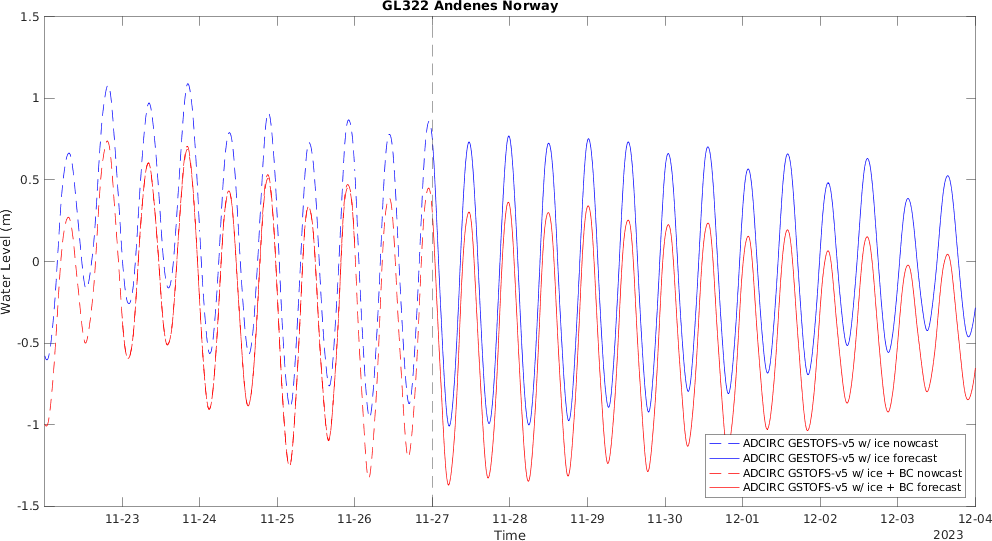 GL322 Andenes Norway
1.5
1
0.5
0
-0.5
-1
-1.5
Water Level (m)
ADCIRC GESTOFS-v5 w/ ice nowcast
ADCIRC GESTOFS-v5 w/ ice forecast
ADCIRC GSTOFS-v5 w/ ice + BC nowcast
ADCIRC GSTOFS-v5 w/ ice + BC forecast
11-23 11-24 11-25 11-26 11-27 11-28 11-29 11-30 12-01 12-02 12-03 12-04
Time
2023